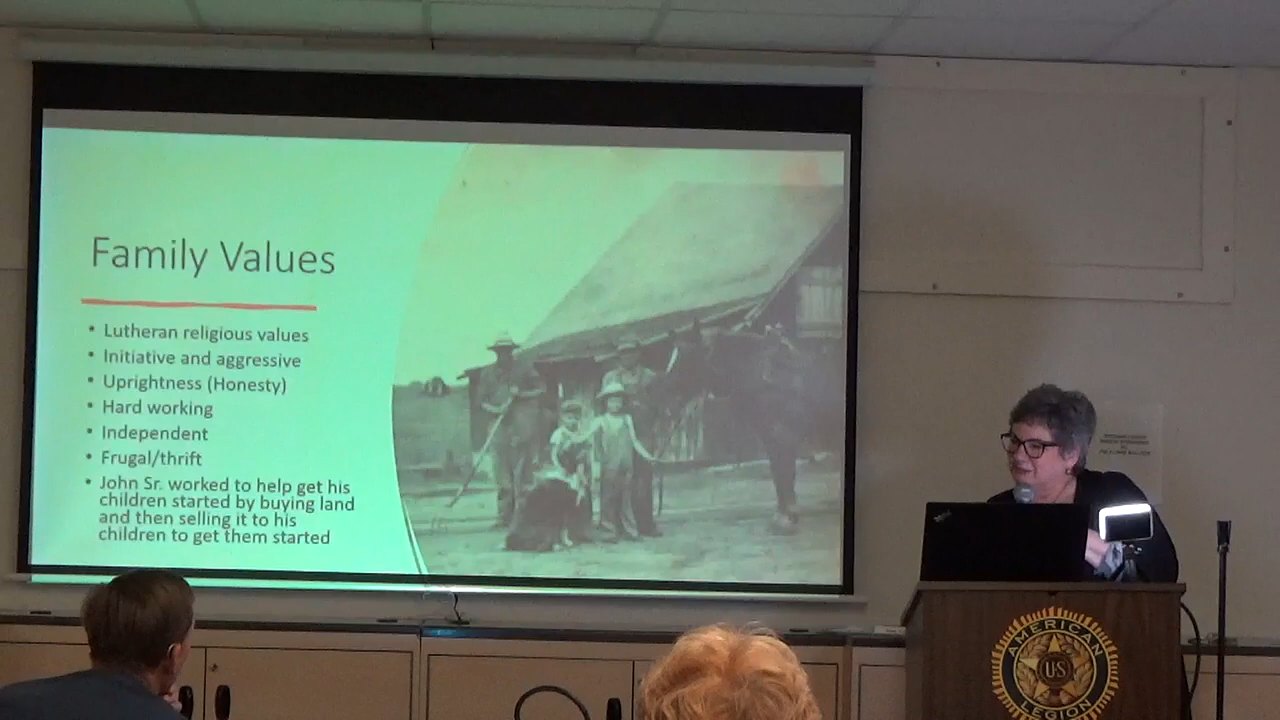 Family Values
• Lutheran religious values
• Initiative and aggressive
• Uprightness (Honesty)
• Hard working
• Independent
• Frugal/thrift
• John Sr. worked to help get his
children started by buying land
and then selling it to his
children to get them started
AMERICAN
U.S
LEGION